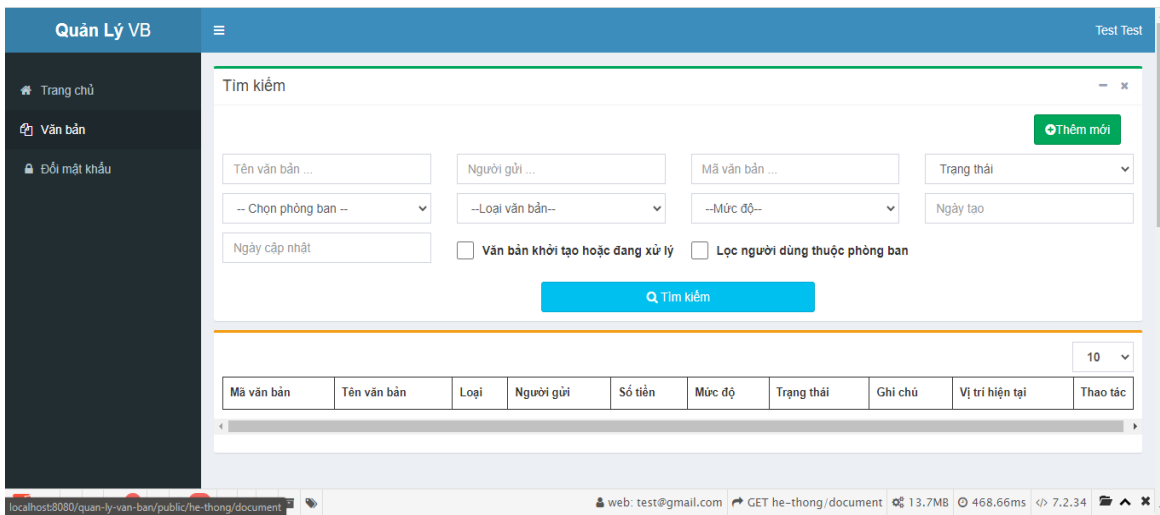 Quản Lý VB
Test Test
Trang chủ
Văn bản
Đổi mật khẩu
Tìm kiếm
Thêm mới
Tên văn bản ...
Người gửi ...
Mã văn bản ...
Trạng thái
-- Chọn phòng ban --
--Loại văn bản--
--Mức độ--
Ngày tạo
Ngày cập nhật
Văn bản khởi tạo hoặc đang xử lý
Lọc người dùng thuộc phòng ban
Tìm kiếm
10
Mã văn bản Tên văn bản Loại Người gửi Số tiền Mức độ Trạng thái Ghi chú Vị trí hiện tại Thao tác
localhost:8080/quan-ly-van-ban/public/he-thong/document
web: test@gmail.com GET he-thong/document 13.7MB 468.66ms </> 7.2.34